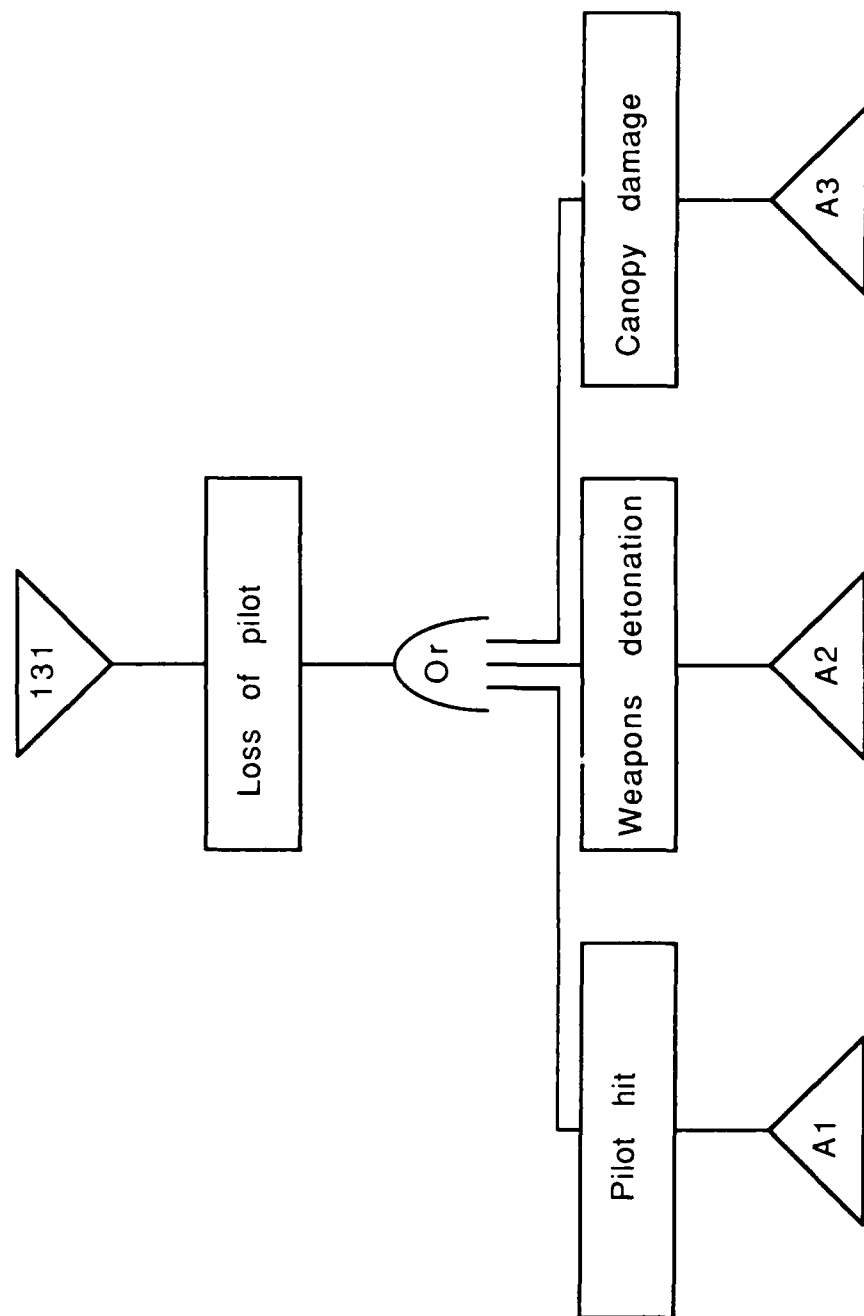 131
Loss of pilot
Or
Pilot hit
Weapons detonation
Canopy damage
A1
A2
A3